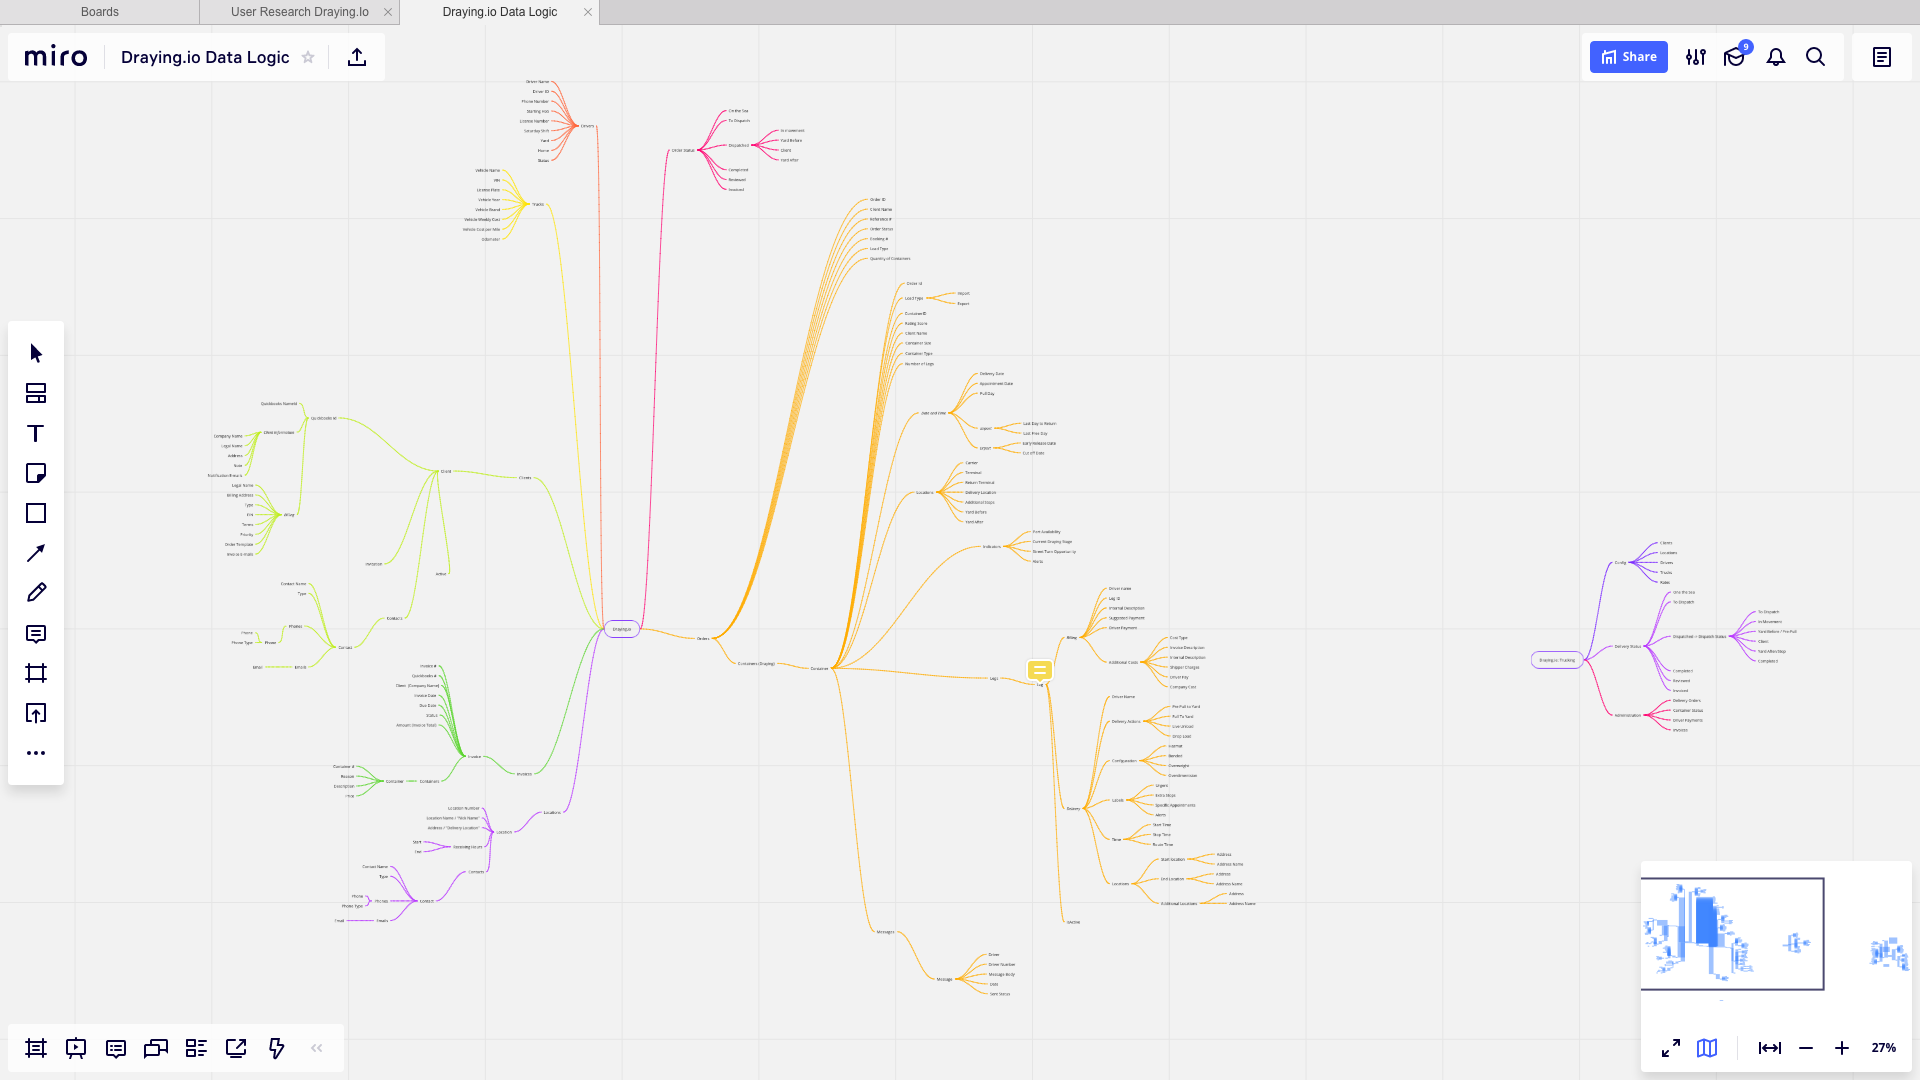 Boards
User Research Draying.Io
Draying.io Data Logic
miro
Draying.io Data Logic
Share
9
Driver Name
Driver ID
Phone Number
Starting Hub
License Number
Saturday Shift
Yard
Home
Status
Drivers
Vehicle Name
License Plate
Vehicle Year
Vehicle Brand
Vehicle Weekly Cost
Vehicle Cost per Mile
Odometer
Trucks
Order Status
On the Sea
To Dispatch
Dispatched
In movement
Yard Before
Client
Yard After
Completed
Reviewed
Invoiced
Order ID
Client Name
Reference #
Order Status
Booking #
Load Type
Quantity of Containers
Order Id
Load Type
Import
Export
Container ID
Rating Score
Client Name
Container Size
Container Type
Number of Legs
Date and Time
Delivery Date
Appointment Date
Pull Day
Import
Last Day to Return
Last Free Day
Export
Early Release Date
Cut off Date
Locations
Carrier
Terminal
Return Terminal
Delivery Location
Additional Stops
Yard Before
Yard After
Indicators
Port Availability
Current Draying Stage
Street Turn Opportunity
Alerts
Quickbooks NameId
Quickbooks Id
Client Information
Company Name
Legal Name
Address
Note
Notification Emails
Legal Name
Billing Address
Type
Terms
Priority
Order Template
Invoice Emails
Billing
Client
Clients
Invitation
Active
Contact Name
Type
Contacts
Phones
Phone
Phone Type
Phone
Contact
Emails
Email
Draying.io
Orders
Containers (Draying)
Container
Legs
Leg
Billing
Driver name
Leg ID
Internal Description
Suggested Payment
Driver Payment
Additional Costs
Cost Type
Invoice Description
Internal Description
Shipper Charges
Driver Pay
Company Cost
Delivery
Driver Name
Delivery Actions
Pre Pull to Yard
Pull To Yard
Live Unload
Drop Load
Configuration
Normal
Bonded
Overweight
Overdimension
Labels
Urgent
Extra Stops
Specific Appointments
Alerts
Time
Start Time
Stop Time
Route Time
Locations
Start location
Address
Address Name
End Location
Address
Address Name
Additional Locations
Address
Address Name
Messages
Message
Driver
Driver Number
Message Body
Date
Sent Status
Invoice #
Quickbooks #
Client (Company Name)
Invoice Date
Due Date
Status
Amount (Invoice Total)
Invoice
Invoices
Container #
Reason
Description
Price
Container
Containers
Location Number
Location Name / "Nick Name"
Address / "Delivery Location"
Start
End
Receiving Hours
Location
Locations
Contact Name
Type
Contacts
Phone
Phone Type
Phones
Contact
Email
Emails
Draying.io Tracking
Config
Clients
Locations
Drivers
Trucks
Roles
Delivery Status
One the Sea
To Dispatch
Dispatched -> Dispatch Status
To Dispatch
In Movement
Yard Before / Pre-Pull
Client
Yard After/Stop
Completed
Completed
Reviewed
Invoiced
Administration
Delivery Orders
Container Status
Driver Payments
Invoices
27%